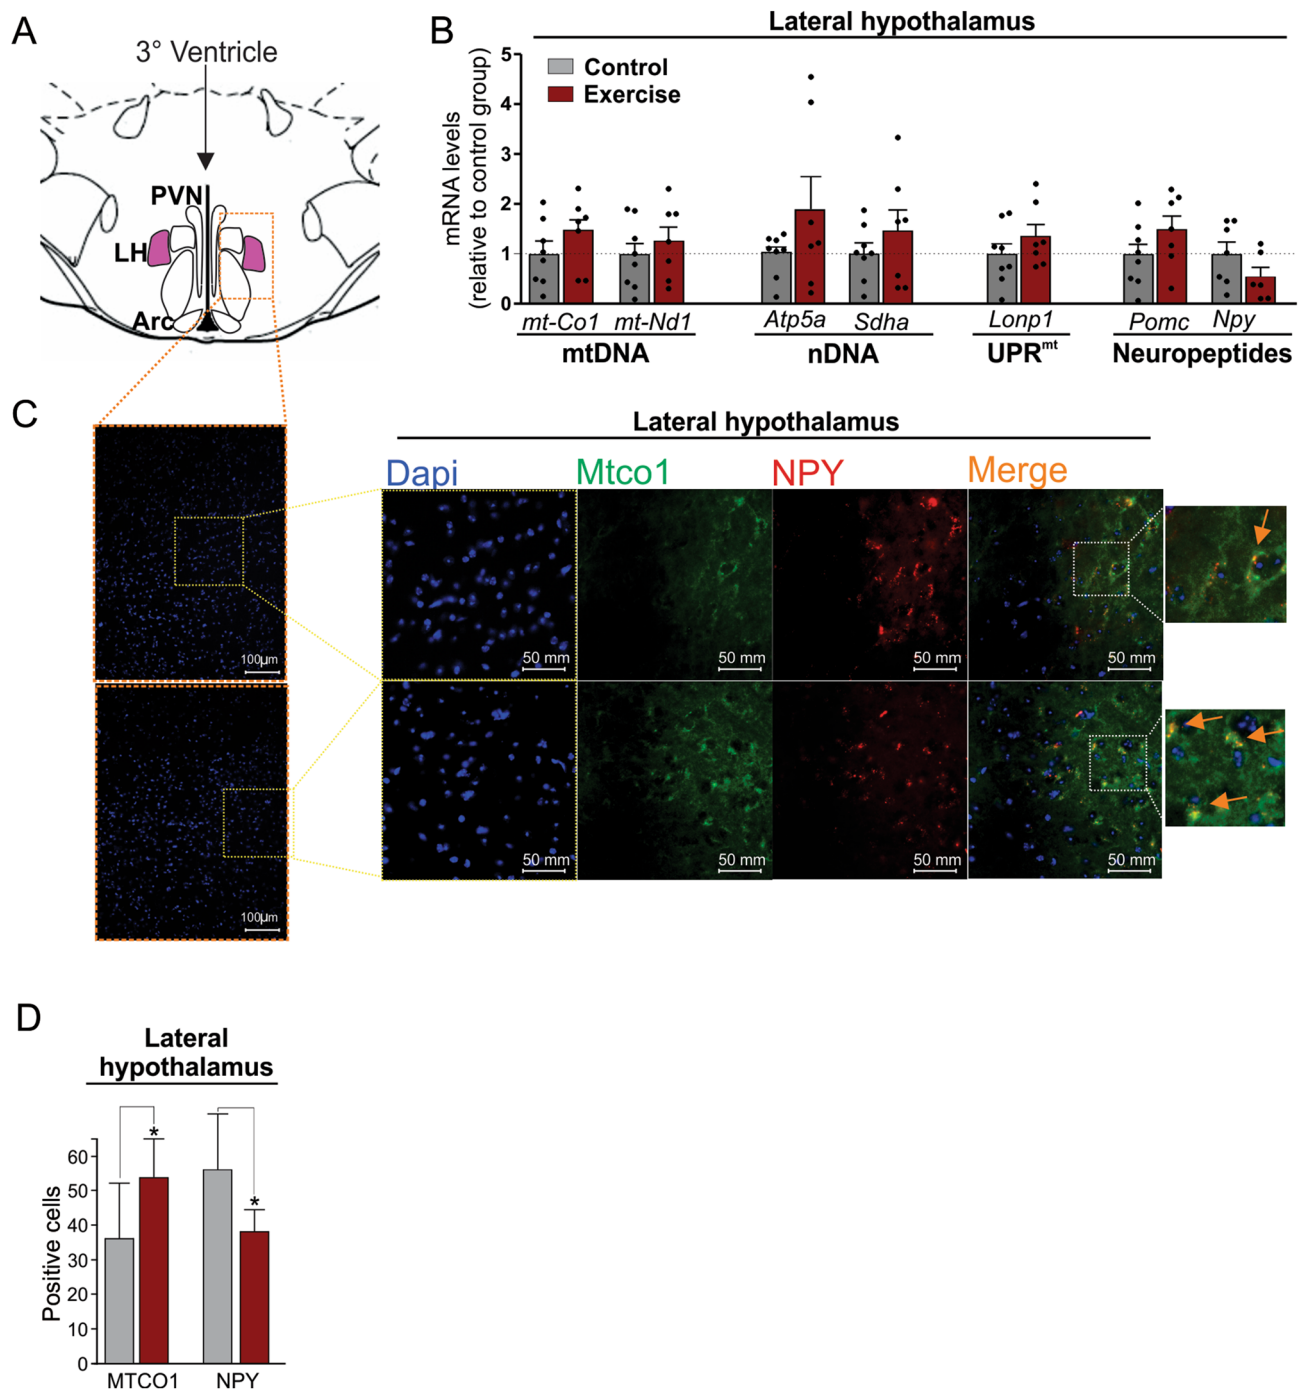 A
3° Ventricle
PVN
LH
Arc
B
Lateral hypothalamus
mRNA levels
(relative to control group)
5
4
3
2
1
0
Control
Exercise
mt-Co1 mt-Nd1 Atp5a Sdha Lonp1 Pomc Npy
mtDNA nDNA UPRmt Neuropeptides
C
Lateral hypothalamus
Dapi Mtco1 NPY Merge
100µm
50 mm 50 mm 50 mm 50 mm
100µm
50 mm 50 mm 50 mm 50 mm
D
Lateral
hypothalamus
Positive cells
60
50
40
30
20
10
0
*
*
MTCO1 NPY